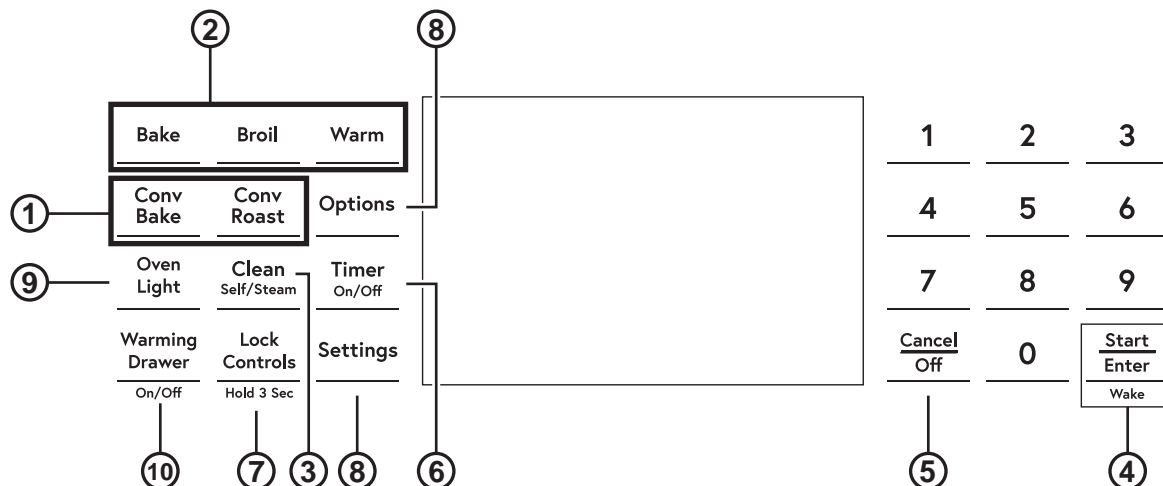 2
8
Bake Broil Warm 1 2 3
1
Conv
Bake
Conv
Roast
Options 4 5 6
9
Oven
Light
Clean
Self/Steam
Timer
On/Off
7 8 9
Warming
Drawer
On/Off
Lock
Controls
Hold 3 Sec
Settings
Cancel
Off
0
Start
Enter
Wake
10 7 3 8 6 5 4